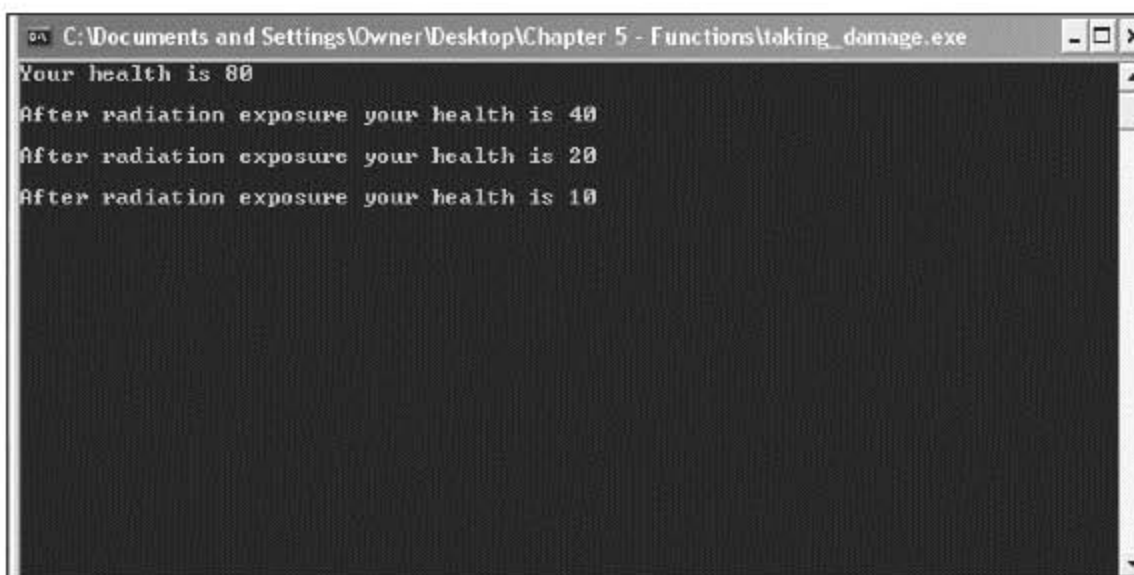 C:\Documents and Settings\Owner\Desktop\Chapter 5 - Functions\taking_damage.exe
Your health is 80
After radiation exposure your health is 40
After radiation exposure your health is 20
After radiation exposure your health is 10